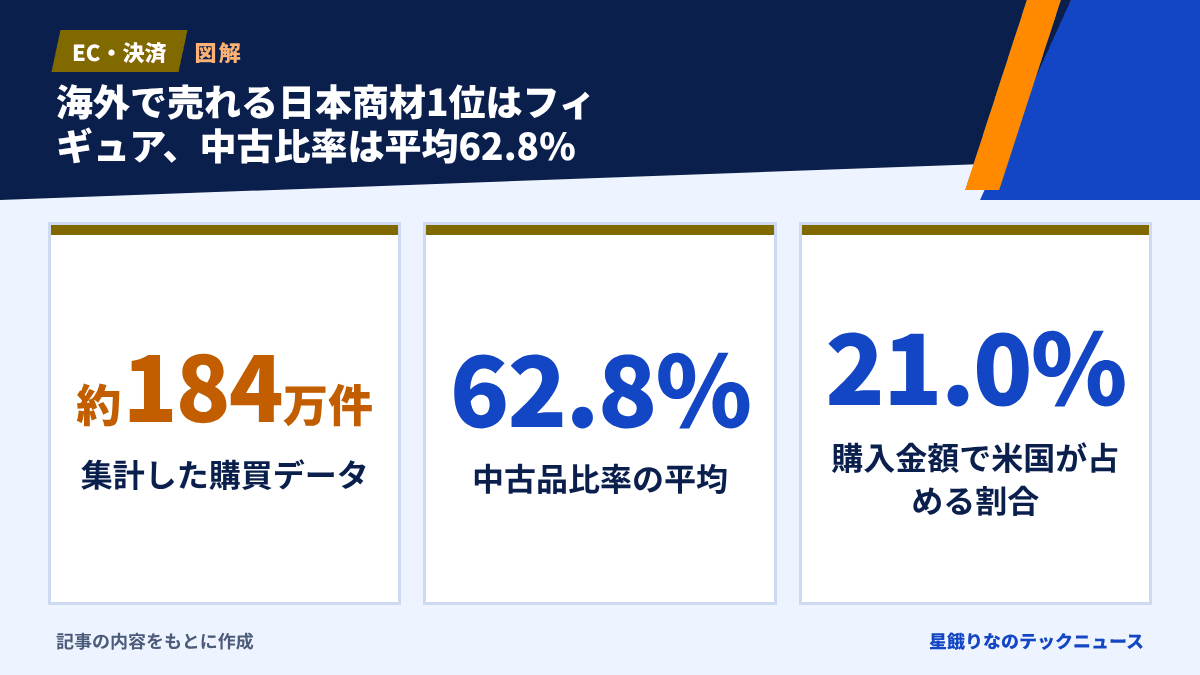 EC・決済 図解
海外で売れる日本商材1位はフィ
ギュア、中古比率は平均62.8%
約184万件
集計した購買データ
62.8%
中古品比率の平均
21.0%
購入金額で米国が占
める割合
記事の内容をもとに作成
星餓りなのテックニュース